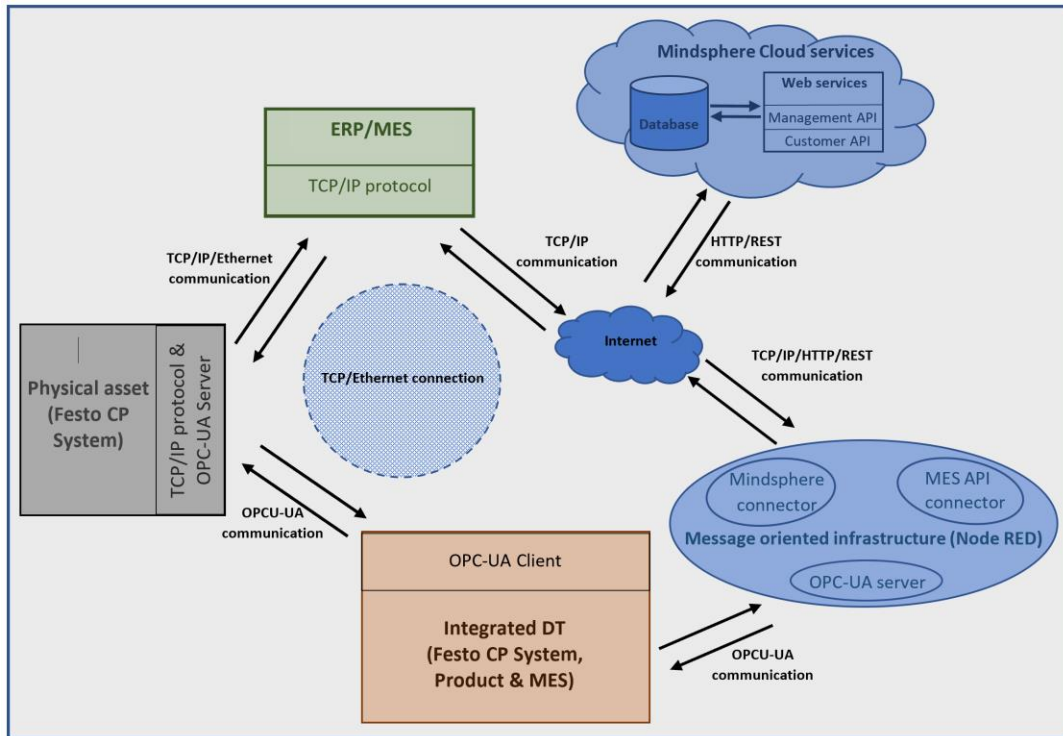 Mindsphere Cloud services
Database
Web services
Management API
Customer API
ERP/MES
TCP/IP protocol
TCP/IP/Ethernet
communication
TCP/IP
communication
HTTP/REST
communication
Internet
TCP/IP/HTTP/REST
communication
TCP/Ethernet connection
Physical asset
(Festo CP
System)
TCP/IP protocol &
OPC-UA Server
OPCU-UA
communication
Mindsphere
connector
MES API
connector
Message oriented infrastructure (Node RED)
OPC-UA server
OPC-UA Client
Integrated DT
(Festo CP System,
Product & MES)
OPCU-UA
communication